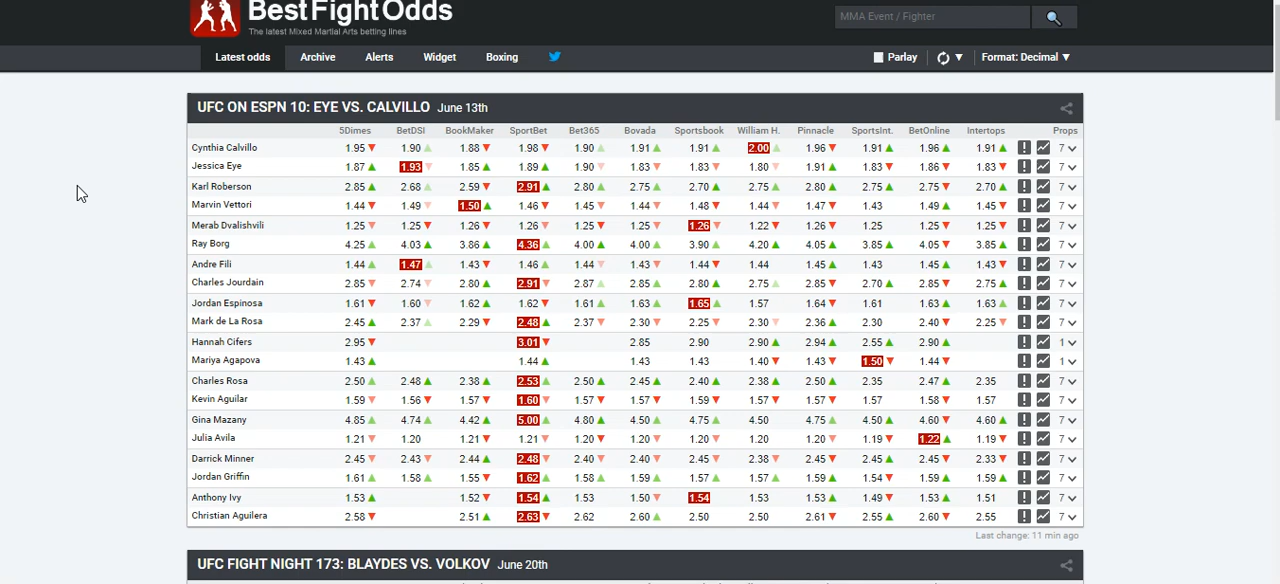 BestFightOdds
The latest Mixed Martial Arts betting lines
MMA Event / Fighter
Latest odds Archive Alerts Widget Boxing Parlay Format: Decimal ▼
UFC ON ESPN 10: EYE VS. CALVILLO June 13th
5Dimes BetDSI BookMaker SportBet Bet365 Bovada Sportsbook William H. Pinnacle SportsInt. BetOnline Intertops Props
Cynthia Calvillo 1.95▼ 1.90▲ 1.88▼ 1.98▼ 1.90▲ 1.91▲ 1.91▲ 2.00▲ 1.96▼ 1.91▲ 1.96▲ 1.91▲ 7
Jessica Eye 1.87▲ 1.93▼ 1.85▲ 1.89▲ 1.90▼ 1.83▼ 1.83▼ 1.80▼ 1.91▲ 1.83▼ 1.86▼ 1.83▼ 7
Karl Roberson 2.85▲ 2.68▲ 2.59▼ 2.91▲ 2.80▲ 2.75▲ 2.70▲ 2.75▲ 2.80▲ 2.75▲ 2.75▼ 2.70▲ 7
Marvin Vettori 1.44▼ 1.49▼ 1.50▲ 1.46▼ 1.45▼ 1.44▼ 1.48▼ 1.44▼ 1.47▼ 1.43 1.49▲ 1.45▼ 7
Merab Dvalishvili 1.25▼ 1.25▼ 1.26▼ 1.26▼ 1.25▼ 1.25▼ 1.26▼ 1.22▼ 1.26▼ 1.25 1.25▼ 1.25▼ 7
Ray Borg 4.25▲ 4.03▲ 3.86▲ 4.36▲ 4.00▲ 4.00▲ 3.90▲ 4.20▲ 4.05▲ 3.85▲ 4.05▼ 3.85▲ 7
Andre Fili 1.44▲ 1.47▲ 1.43▼ 1.46▲ 1.44▼ 1.43▼ 1.44▼ 1.44 1.45▲ 1.43 1.45▲ 1.43▼ 7
Charles Jourdain 2.85▼ 2.74▼ 2.80▲ 2.91▼ 2.87▲ 2.85▲ 2.80▲ 2.75▲ 2.85▼ 2.70▲ 2.85▼ 2.75▲ 7
Jordan Espinosa 1.61▼ 1.60▼ 1.62▲ 1.62▼ 1.61▲ 1.63▲ 1.65▲ 1.57 1.64▼ 1.61 1.63▲ 1.63▲ 7
Mark de La Rosa 2.45▲ 2.37▲ 2.29▼ 2.48▲ 2.37▼ 2.30▼ 2.25▼ 2.30▼ 2.36▲ 2.30 2.40▼ 2.25▼ 7
Hannah Cifers 2.95▼ 3.01▼ 2.85 2.90 2.90▲ 2.94▲ 2.55▲ 2.90▲ 1
Mariya Agapova 1.43▲ 1.44▲ 1.43 1.43 1.40▼ 1.43▼ 1.50▼ 1.44▼ 1
Charles Rosa 2.50▲ 2.48▲ 2.38▲ 2.53▲ 2.50▲ 2.45▲ 2.40▲ 2.38▲ 2.50▲ 2.35 2.47▲ 2.35 7
Kevin Aguilar 1.59▼ 1.56▼ 1.57▼ 1.60▼ 1.57▼ 1.57▼ 1.59▼ 1.57▼ 1.57▼ 1.57 1.58▼ 1.57 7
Gina Mazany 4.85▲ 4.74▲ 4.42▲ 5.00▲ 4.80▲ 4.50▲ 4.75▲ 4.50 4.75▲ 4.50▲ 4.60▼ 4.60▲ 7
Julia Avila 1.21▼ 1.20 1.21▼ 1.21▼ 1.20▼ 1.20▼ 1.20▼ 1.20 1.20▼ 1.19▼ 1.22▲ 1.19▼ 7
Darrick Minner 2.45▼ 2.43▼ 2.44▲ 2.48▼ 2.40▼ 2.40▼ 2.45▼ 2.38▼ 2.45▼ 2.45▲ 2.45▼ 2.33▼ 7
Jordan Griffin 1.61▲ 1.58▲ 1.55▼ 1.62▲ 1.58▲ 1.59▲ 1.57▲ 1.57▲ 1.59▲ 1.54▼ 1.59▲ 1.59▲ 7
Anthony Ivy 1.53▲ 1.52▼ 1.54▲ 1.53 1.50▼ 1.54 1.53 1.53▲ 1.49▼ 1.53▲ 1.51 7
Christian Aguilera 2.58▼ 2.51▲ 2.63▼ 2.62 2.60▲ 2.50 2.50 2.61▼ 2.55▲ 2.60▼ 2.55 7
Last change: 11 min ago
UFC FIGHT NIGHT 173: BLAYDES VS. VOLKOV June 20th